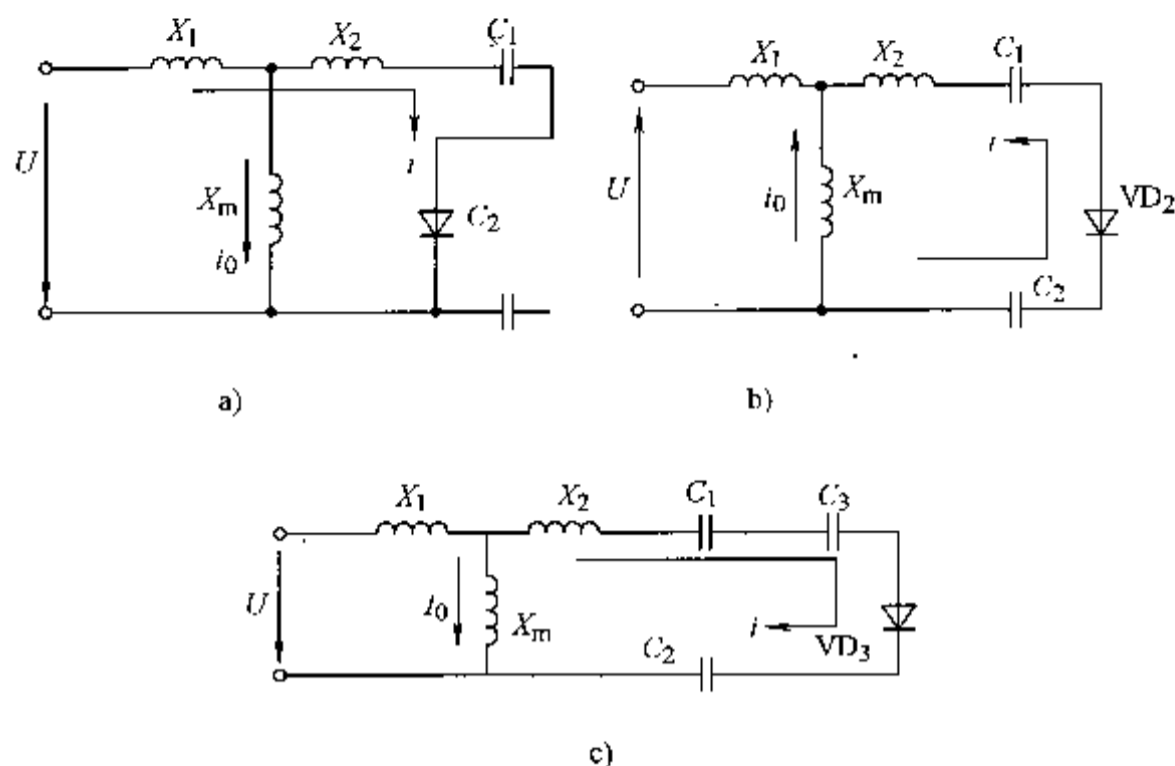 X1 X2 C1
U Xm i0 i C2
a)
X1 X2 C1
U i0 Xm i VD2
C2
b)
X1 X2 C1 C3
U I0 Xm i VD3
C2
c)